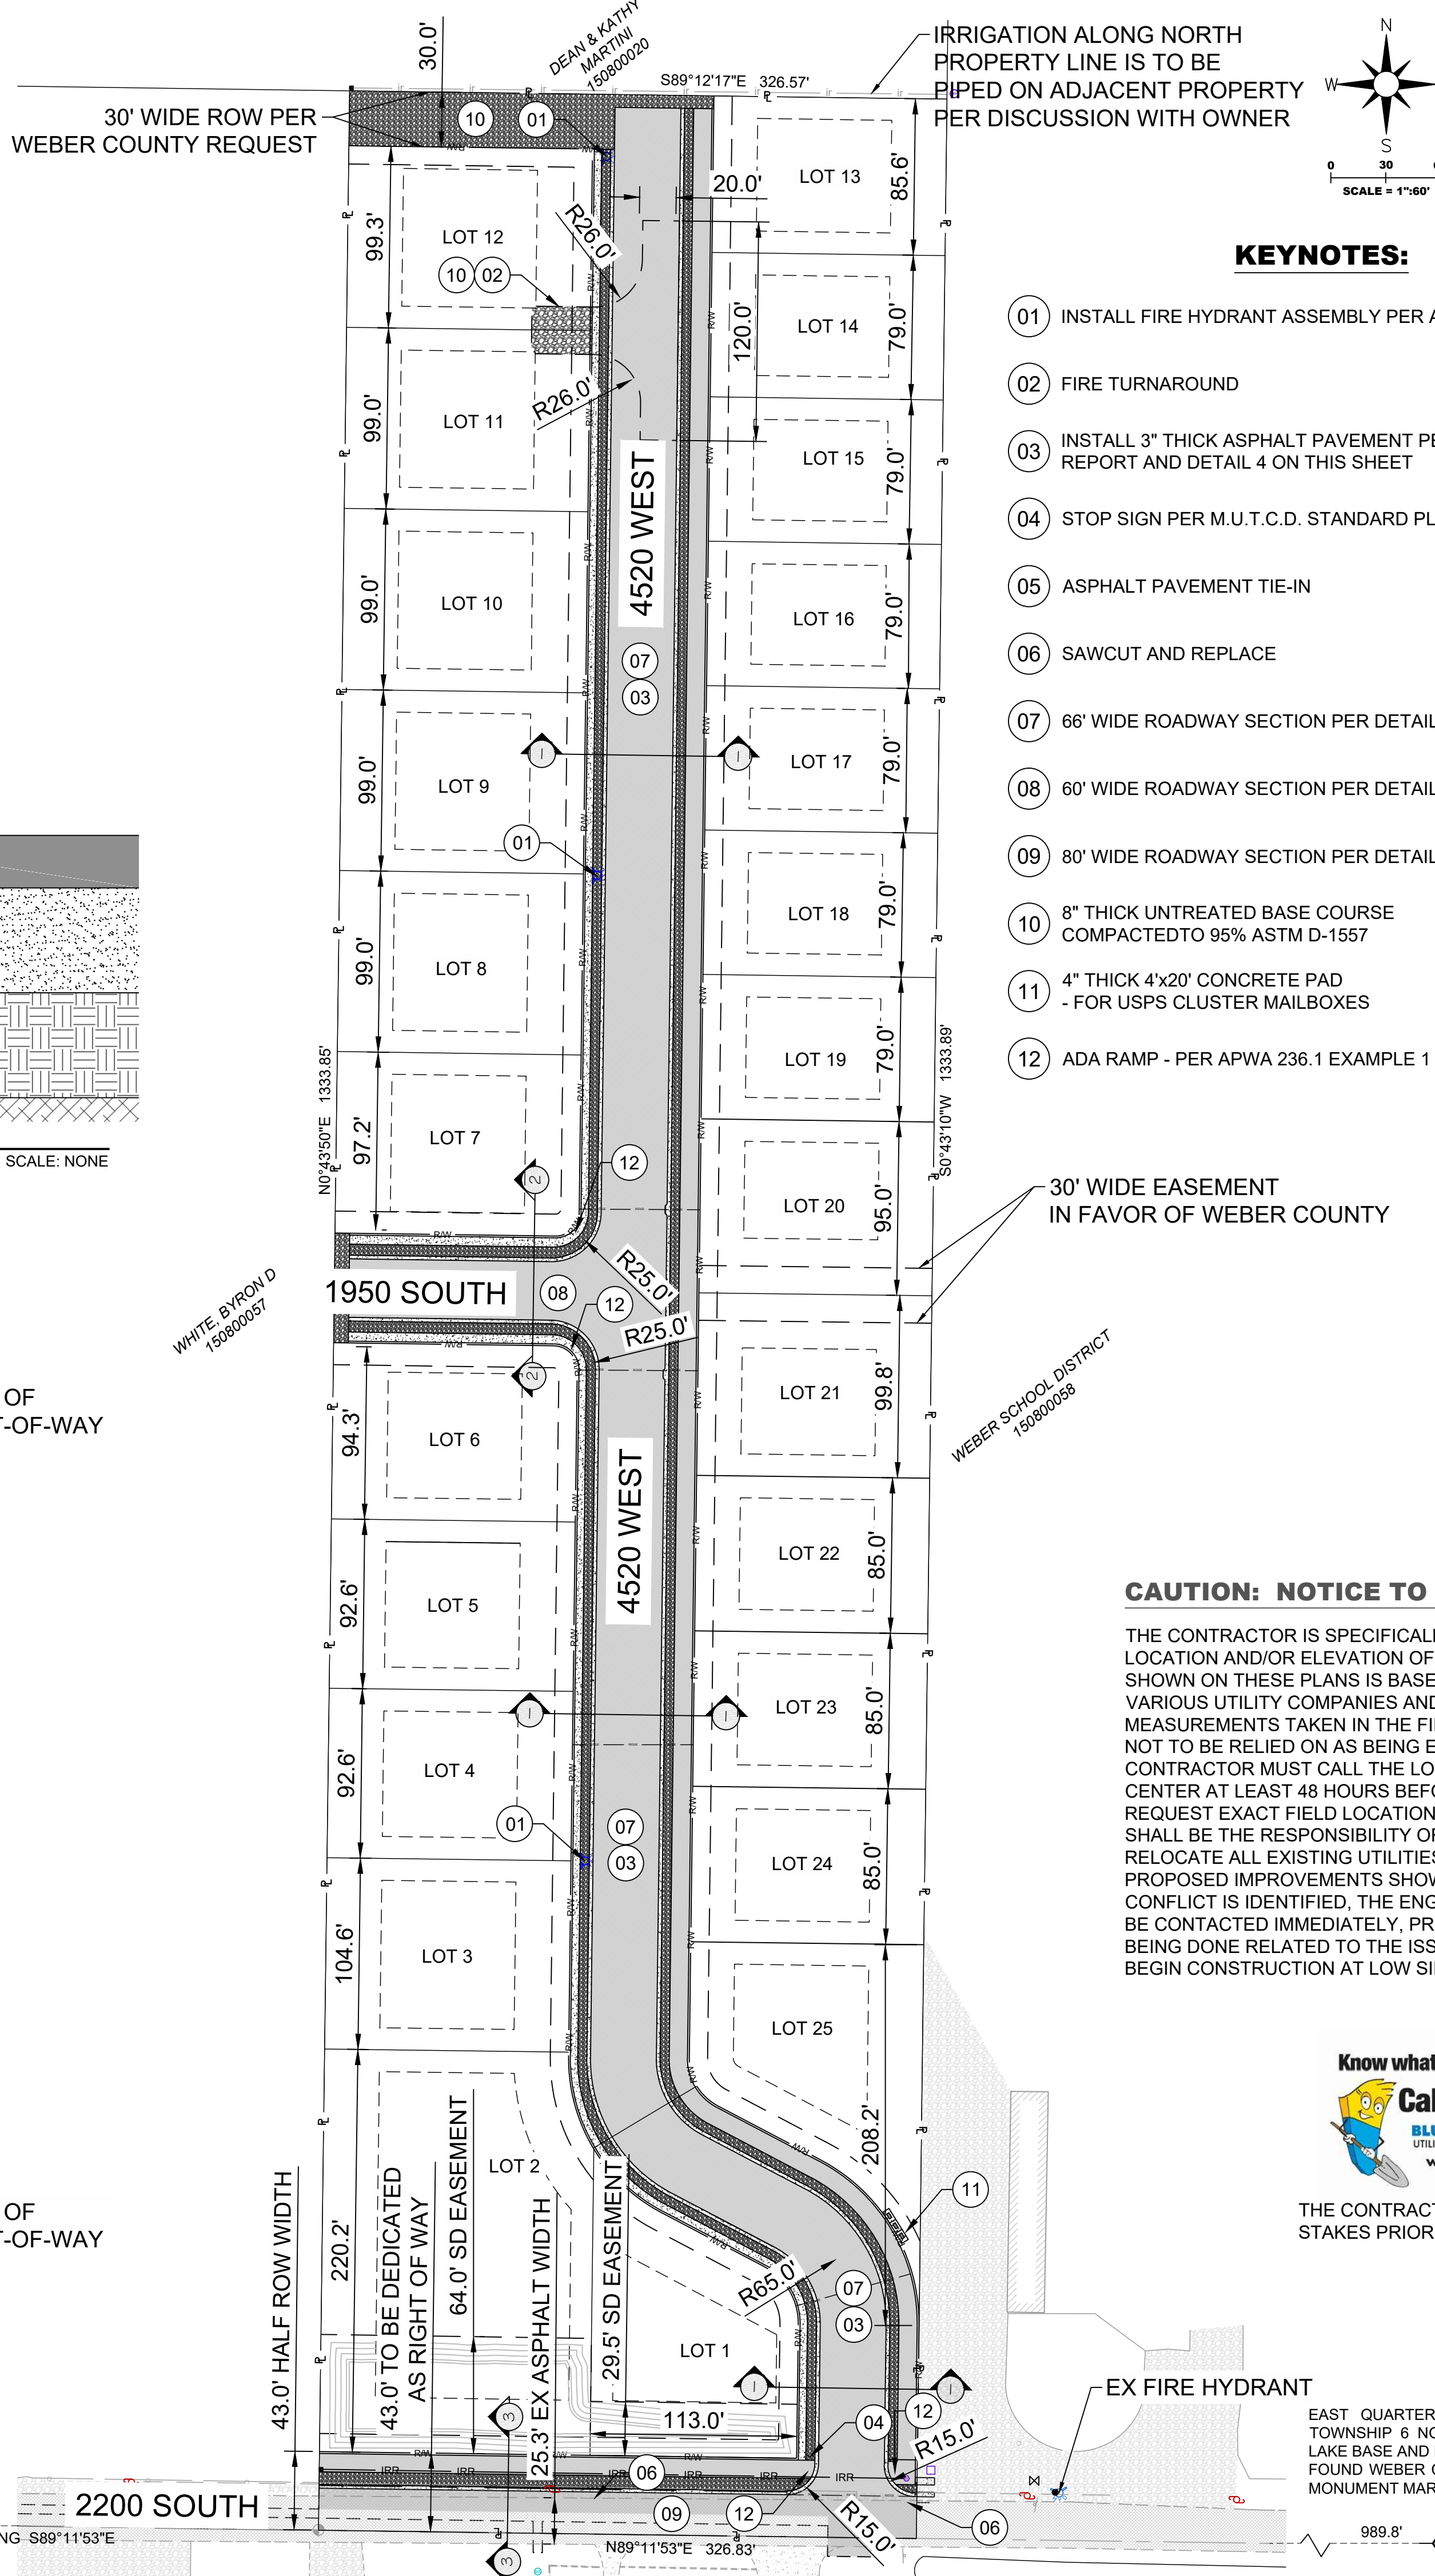 30.0'
DEAN & KATHY
MARTINI
150800020
S89°12'17"E 326.57'
IRRIGATION ALONG NORTH
PROPERTY LINE IS TO BE
PIPED ON ADJACENT PROPERTY
PER DISCUSSION WITH OWNER
N
W
S
0 30
SCALE = 1":60'
30' WIDE ROW PER
WEBER COUNTY REQUEST
10
01
20.0'
LOT 13
85.6'
R26.0'
99.3'
LOT 12
10 02
120.0'
LOT 14
79.0'
R26.0'
99.0'
LOT 11
LOT 15
79.0'
4520 WEST
99.0'
LOT 10
LOT 16
79.0'
07
03
1
1
99.0'
LOT 9
LOT 17
79.0'
01
LOT 18
79.0'
99.0'
LOT 8
LOT 19
79.0'
N0°43'50"E 1333.85'
S0°43'10"W 1333.89'
97.2'
LOT 7
2
12
LOT 20
95.0'
30' WIDE EASEMENT
IN FAVOR OF WEBER COUNTY
WHITE, BYRON D
150800057
1950 SOUTH
08
12
R25.0'
R25.0'
2
LOT 21
99.8'
WEBER SCHOOL DISTRICT
150800058
94.3'
LOT 6
4520 WEST
LOT 22
85.0'
92.6'
LOT 5
LOT 23
85.0'
1
1
92.6'
LOT 4
01
07
03
LOT 24
85.0'
104.6'
LOT 3
LOT 25
208.2'
LOT 2
220.2'
43.0' HALF ROW WIDTH
43.0' TO BE DEDICATED
AS RIGHT OF WAY
64.0' SD EASEMENT
25.3' EX ASPHALT WIDTH
29.5' SD EASEMENT
11
R65.0'
07
03
LOT 1
1
1
113.0'
04
12
R15.0'
3
R/W
R/W
R/W
IRR
IRR
IRR
IRR
IRR
06
09
12
R15.0'
06
2200 SOUTH
NG S89°11'53"E
3
N89°11'53"E 326.83'
EX FIRE HYDRANT
989.8'
KEYNOTES:
01 INSTALL FIRE HYDRANT ASSEMBLY PER A
02 FIRE TURNAROUND
03 INSTALL 3" THICK ASPHALT PAVEMENT PE
REPORT AND DETAIL 4 ON THIS SHEET
04 STOP SIGN PER M.U.T.C.D. STANDARD PL
05 ASPHALT PAVEMENT TIE-IN
06 SAWCUT AND REPLACE
07 66' WIDE ROADWAY SECTION PER DETAIL
08 60' WIDE ROADWAY SECTION PER DETAIL
09 80' WIDE ROADWAY SECTION PER DETAIL
10 8" THICK UNTREATED BASE COURSE
COMPACTEDTO 95% ASTM D-1557
11 4" THICK 4'x20' CONCRETE PAD
- FOR USPS CLUSTER MAILBOXES
12 ADA RAMP - PER APWA 236.1 EXAMPLE 1
SCALE: NONE
OF
T-OF-WAY
OF
T-OF-WAY
CAUTION: NOTICE TO
THE CONTRACTOR IS SPECIFICALL
LOCATION AND/OR ELEVATION OF
SHOWN ON THESE PLANS IS BASE
VARIOUS UTILITY COMPANIES AND
MEASUREMENTS TAKEN IN THE FI
NOT TO BE RELIED ON AS BEING E
CONTRACTOR MUST CALL THE LO
CENTER AT LEAST 48 HOURS BEFO
REQUEST EXACT FIELD LOCATION
SHALL BE THE RESPONSIBILITY OF
RELOCATE ALL EXISTING UTILITIES
PROPOSED IMPROVEMENTS SHOW
CONFLICT IS IDENTIFIED, THE ENG
BE CONTACTED IMMEDIATELY, PR
BEING DONE RELATED TO THE ISS
BEGIN CONSTRUCTION AT LOW SI
Know what
Cal
BLU
UTILI
w
THE CONTRACT
STAKES PRIOR
EAST QUARTER
TOWNSHIP 6 NO
LAKE BASE AND
FOUND WEBER C
MONUMENT MAR